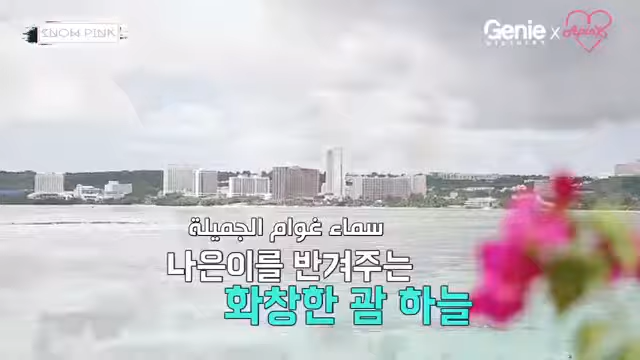 SNOW PINK
Genie x Apink
سماء غوام الجميلة
나은이를 반겨주는
화창한 괌 하늘